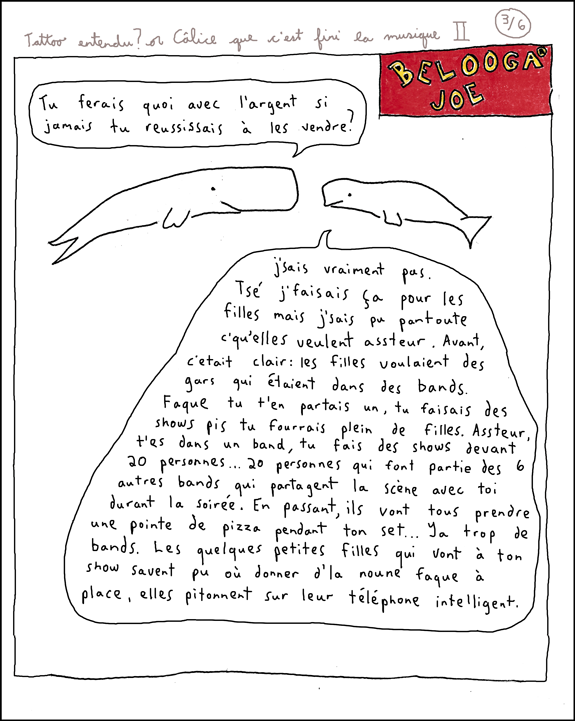 Tattoo entendu? ou Câlice que c'est fini la musique II 3/6
BELOOGA
JOE
Tu ferais quoi avec l'argent si
jamais tu reussissais à les vendre?
j'sais vraiment pas.
Tsé j'faisais ça pour les
filles mais j'sais pu pantoute
c'qu'elles veulent assteur. Avant,
c'etait clair: les filles voulaient des
gars qui étaient dans des bands.
Faque tu t'en partais un, tu faisais des
shows pis tu fourrais plein de filles. Assteur,
t'es dans un band, tu fais des shows devant
20 personnes... 20 personnes qui font partie des 6
autres bands qui partagent la scène avec toi
durant la soirée. En passant, ils vont tous prendre
une pointe de pizza pendant ton set... Ya trop de
bands. Les quelques petites filles qui vont à ton
show savent pu où donner d'la noune faque à
place, elles pitonnent sur leur téléphone intelligent.